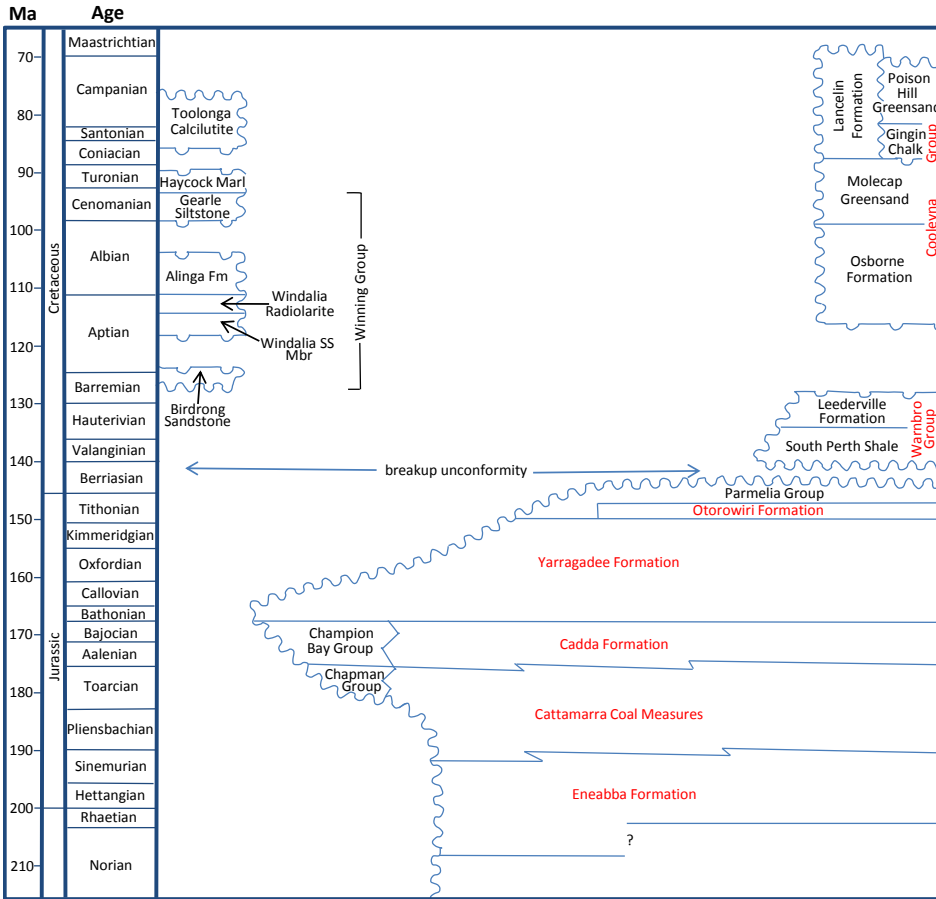 Ma
Age
Maastrichtian
70
Campanian
80
Santonian
Coniacian
90
Turonian
Cenomanian
100
Albian
110
Aptian
120
Barremian
130
Hauterivian
Valanginian
140
Berriasian
Tithonian
150
Kimmeridgian
Oxfordian
160
Callovian
Bathonian
170
Bajocian
Aalenian
Toarcian
180
Pliensbachian
190
Sinemurian
Hettangian
200
Rhaetian
Norian
210
Cretaceous
Jurassic
Toolonga
Calcilutite
Haycock Marl
Gearle
Siltstone
Alinga Fm
Windalia
Radiolarite
Windalia SS
Mbr
Birdrong
Sandstone
Winning Group
Lancelin
Formation
Poison
Hill
Greensand
Gingin
Chalk
Group
Molecap
Greensand
Osborne
Formation
Leederville
Formation
South Perth Shale
Warnbro
Group
breakup unconformity
Parmelia Group
Otorowiri Formation
Yarragadee Formation
Champion
Bay Group
Cadda Formation
Chapman
Group
Cattamarra Coal Measures
Eneabba Formation
?